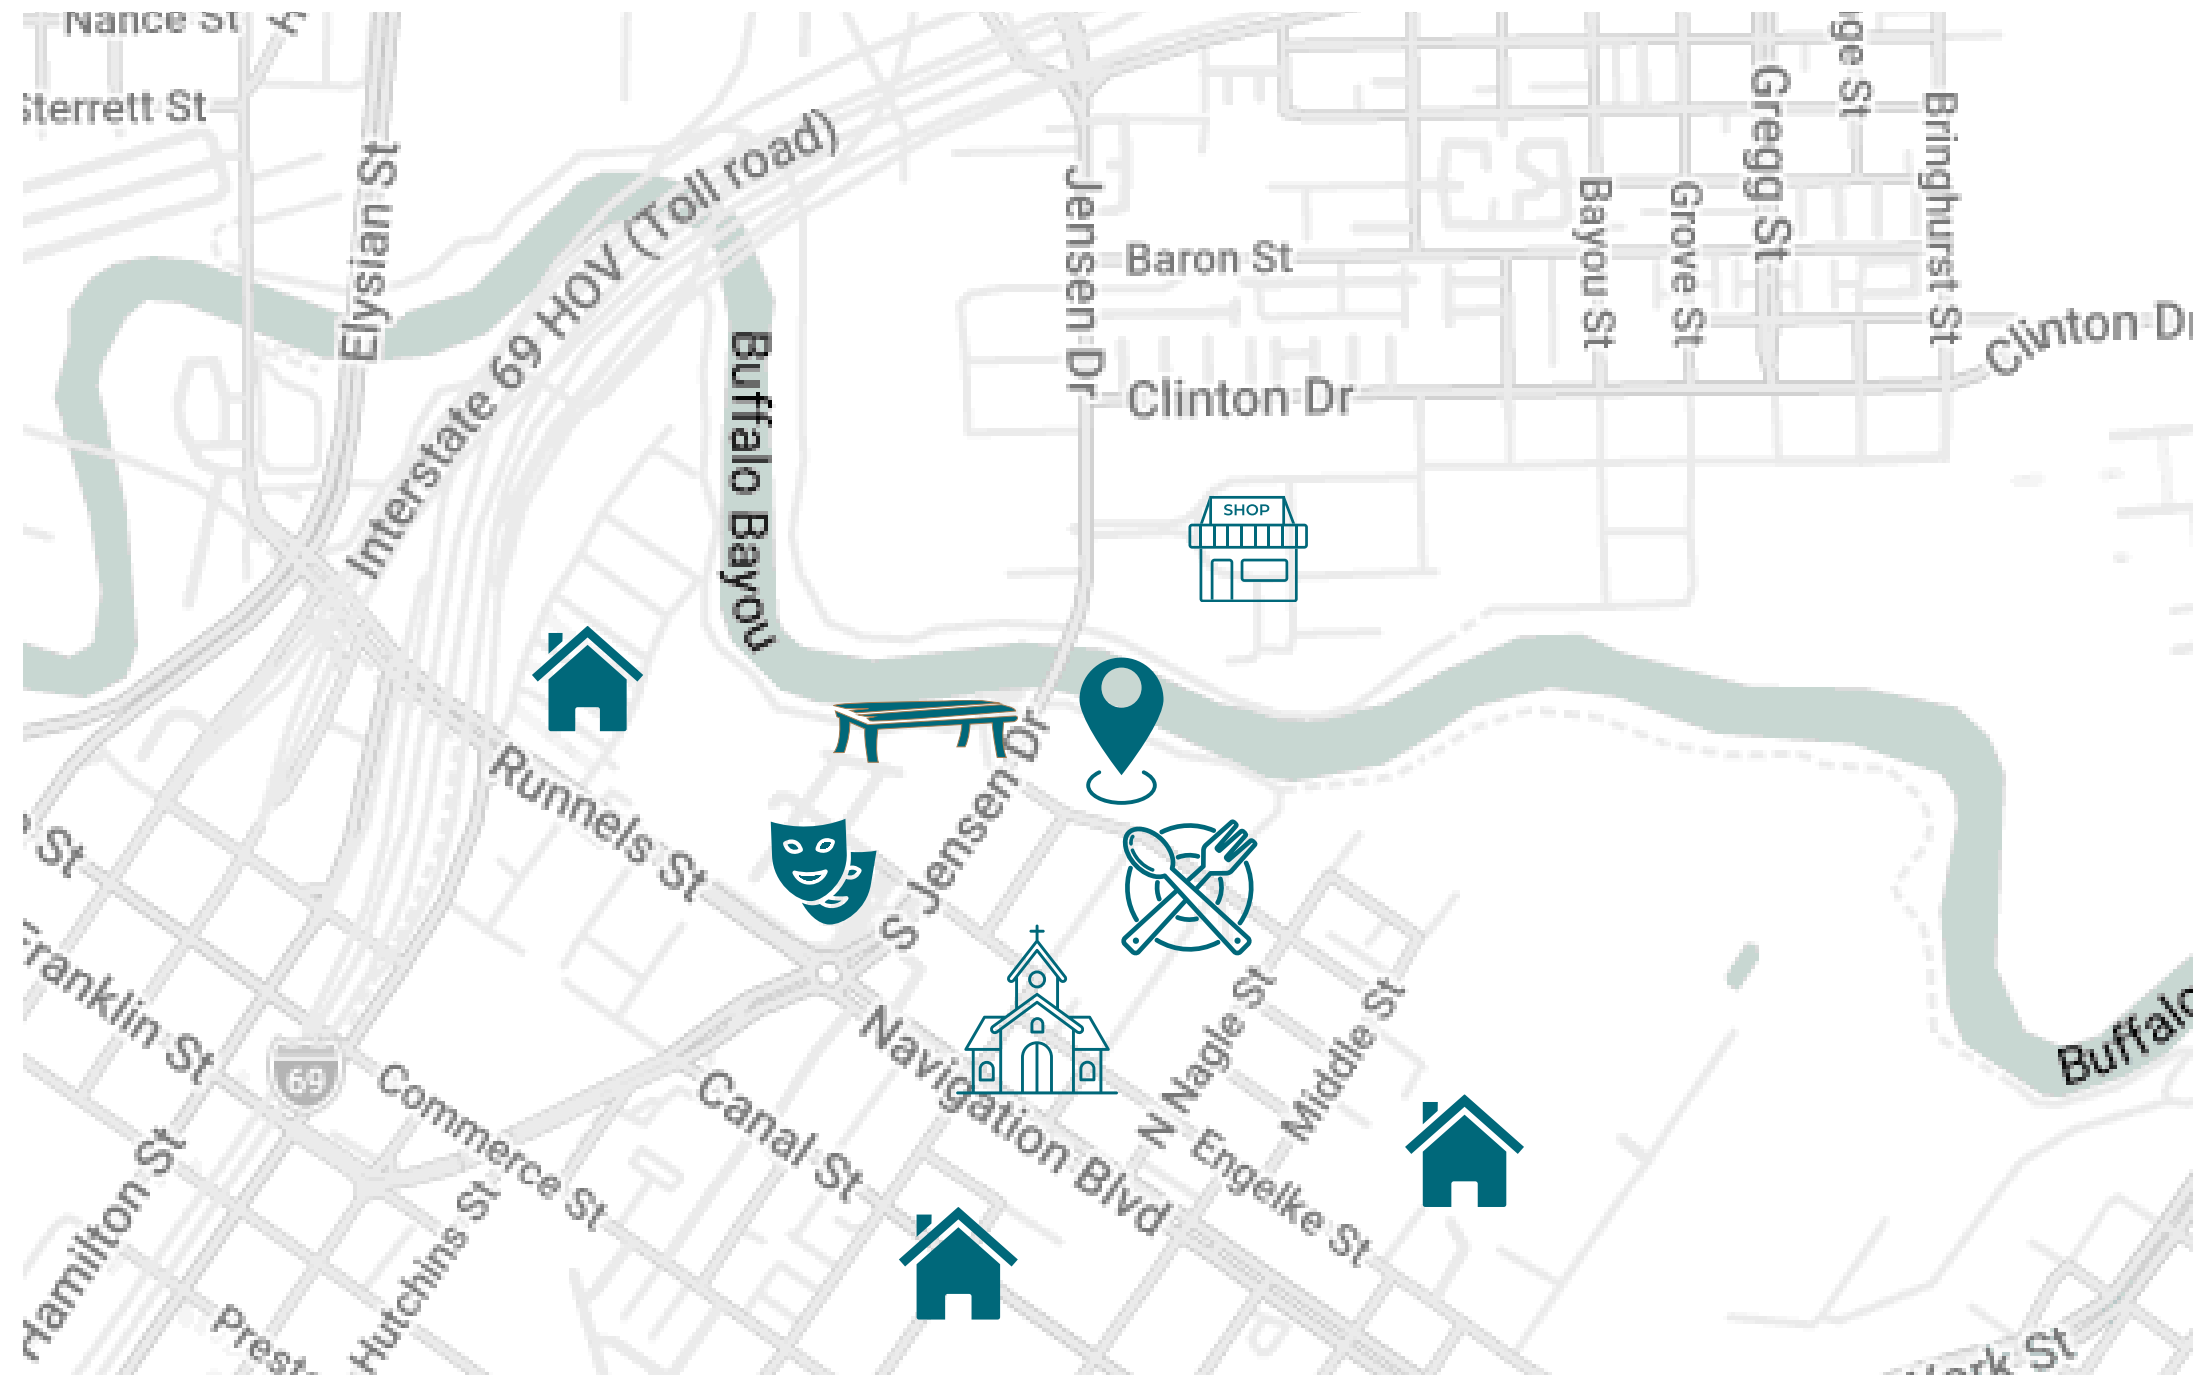 Nance St
Sterrett St
Elysian St
Interstate 69 HOV (Toll road)
Jensen Dr
Baron St
Clinton Dr
Bayou St
Grove St
Gregg St
Bringhurst St
Clinton Dr
Buffalo Bayou
SHOP
Runnels St
S Jensen Dr
St
Franklin St
69
Commerce St
Canal St
Navigation Blvd
N Nagle St
Middle St
Engelke St
Hamilton St
Hutchins St
Buffalo
St